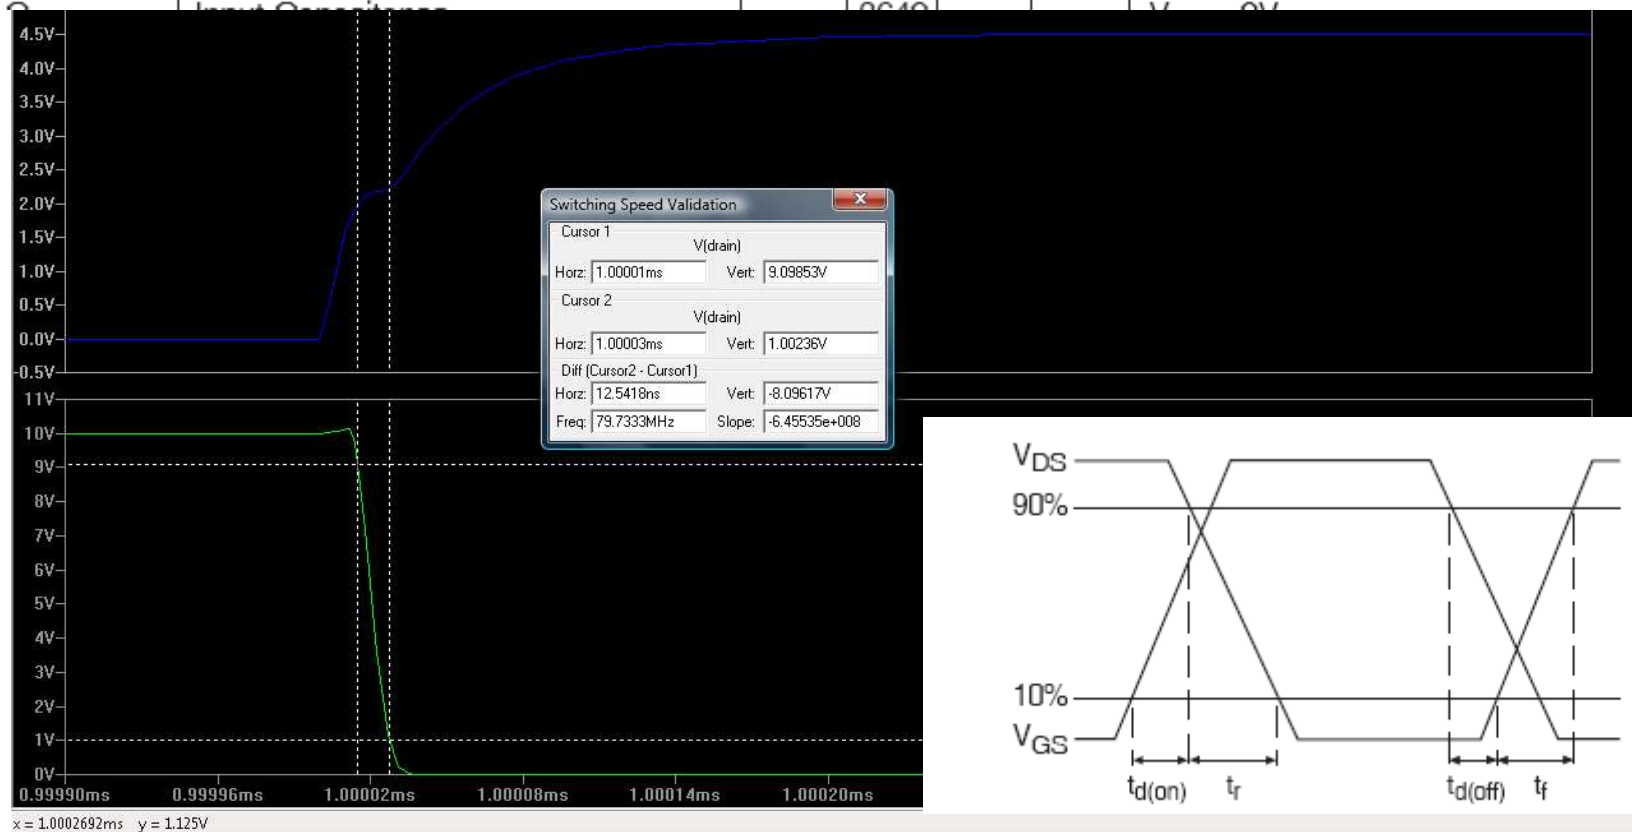 Input Capacitance
4.5V
4.0V
3.5V
3.0V
2.5V
2.0V
1.5V
1.0V
0.5V
0.0V
-0.5V
Switching Speed Validation
Cursor 1
V(drain)
Horz: 1.00001ms Vert: 9.09853V
Cursor 2
V(drain)
Horz: 1.00003ms Vert: 1.00236V
Diff (Cursor2 - Cursor1)
Horz: 12.5418ns Vert: -8.09617V
Freq: 79.7333MHz Slope: -6.45535e+008
11V
10V
9V
8V
7V
6V
5V
4V
3V
2V
1V
0V
0.99990ms 0.99996ms 1.00002ms 1.00008ms 1.00014ms 1.00020ms
VDS
90%
10%
VGS
td(on) tr td(off) tf
x = 1.0002692ms y = 1.125V